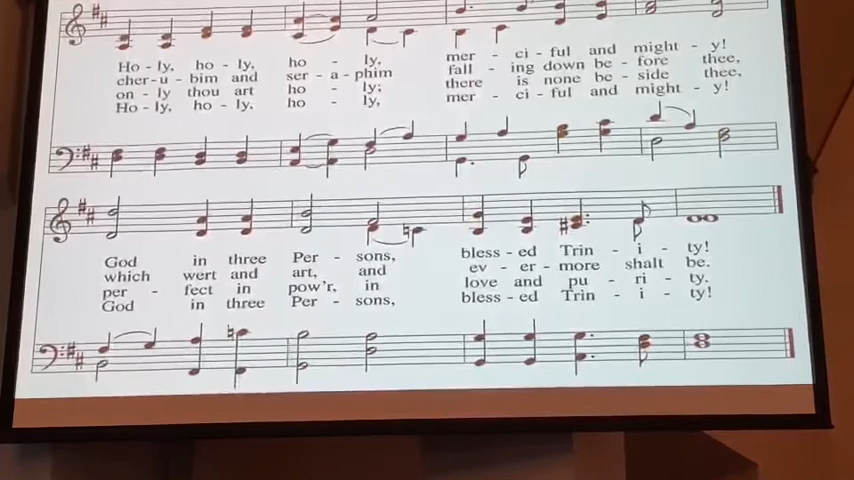 Ho - ly, ho - ly, ho - ly, mer - ci - ful and might - y!
cher - u - bim and ser - a - phim fall - ing down be - fore thee,
on - ly thou art ho - ly; there is none be - side thee,
Ho - ly, ho - ly, ho - ly, mer - ci - ful and might - y!
God in three Per - sons, bless - ed Trin - i - ty!
which wert and art, and ev - er - more shalt be.
per - fect in pow'r, in love and pu - ri - ty.
God in three Per - sons, bless - ed Trin - i - ty!